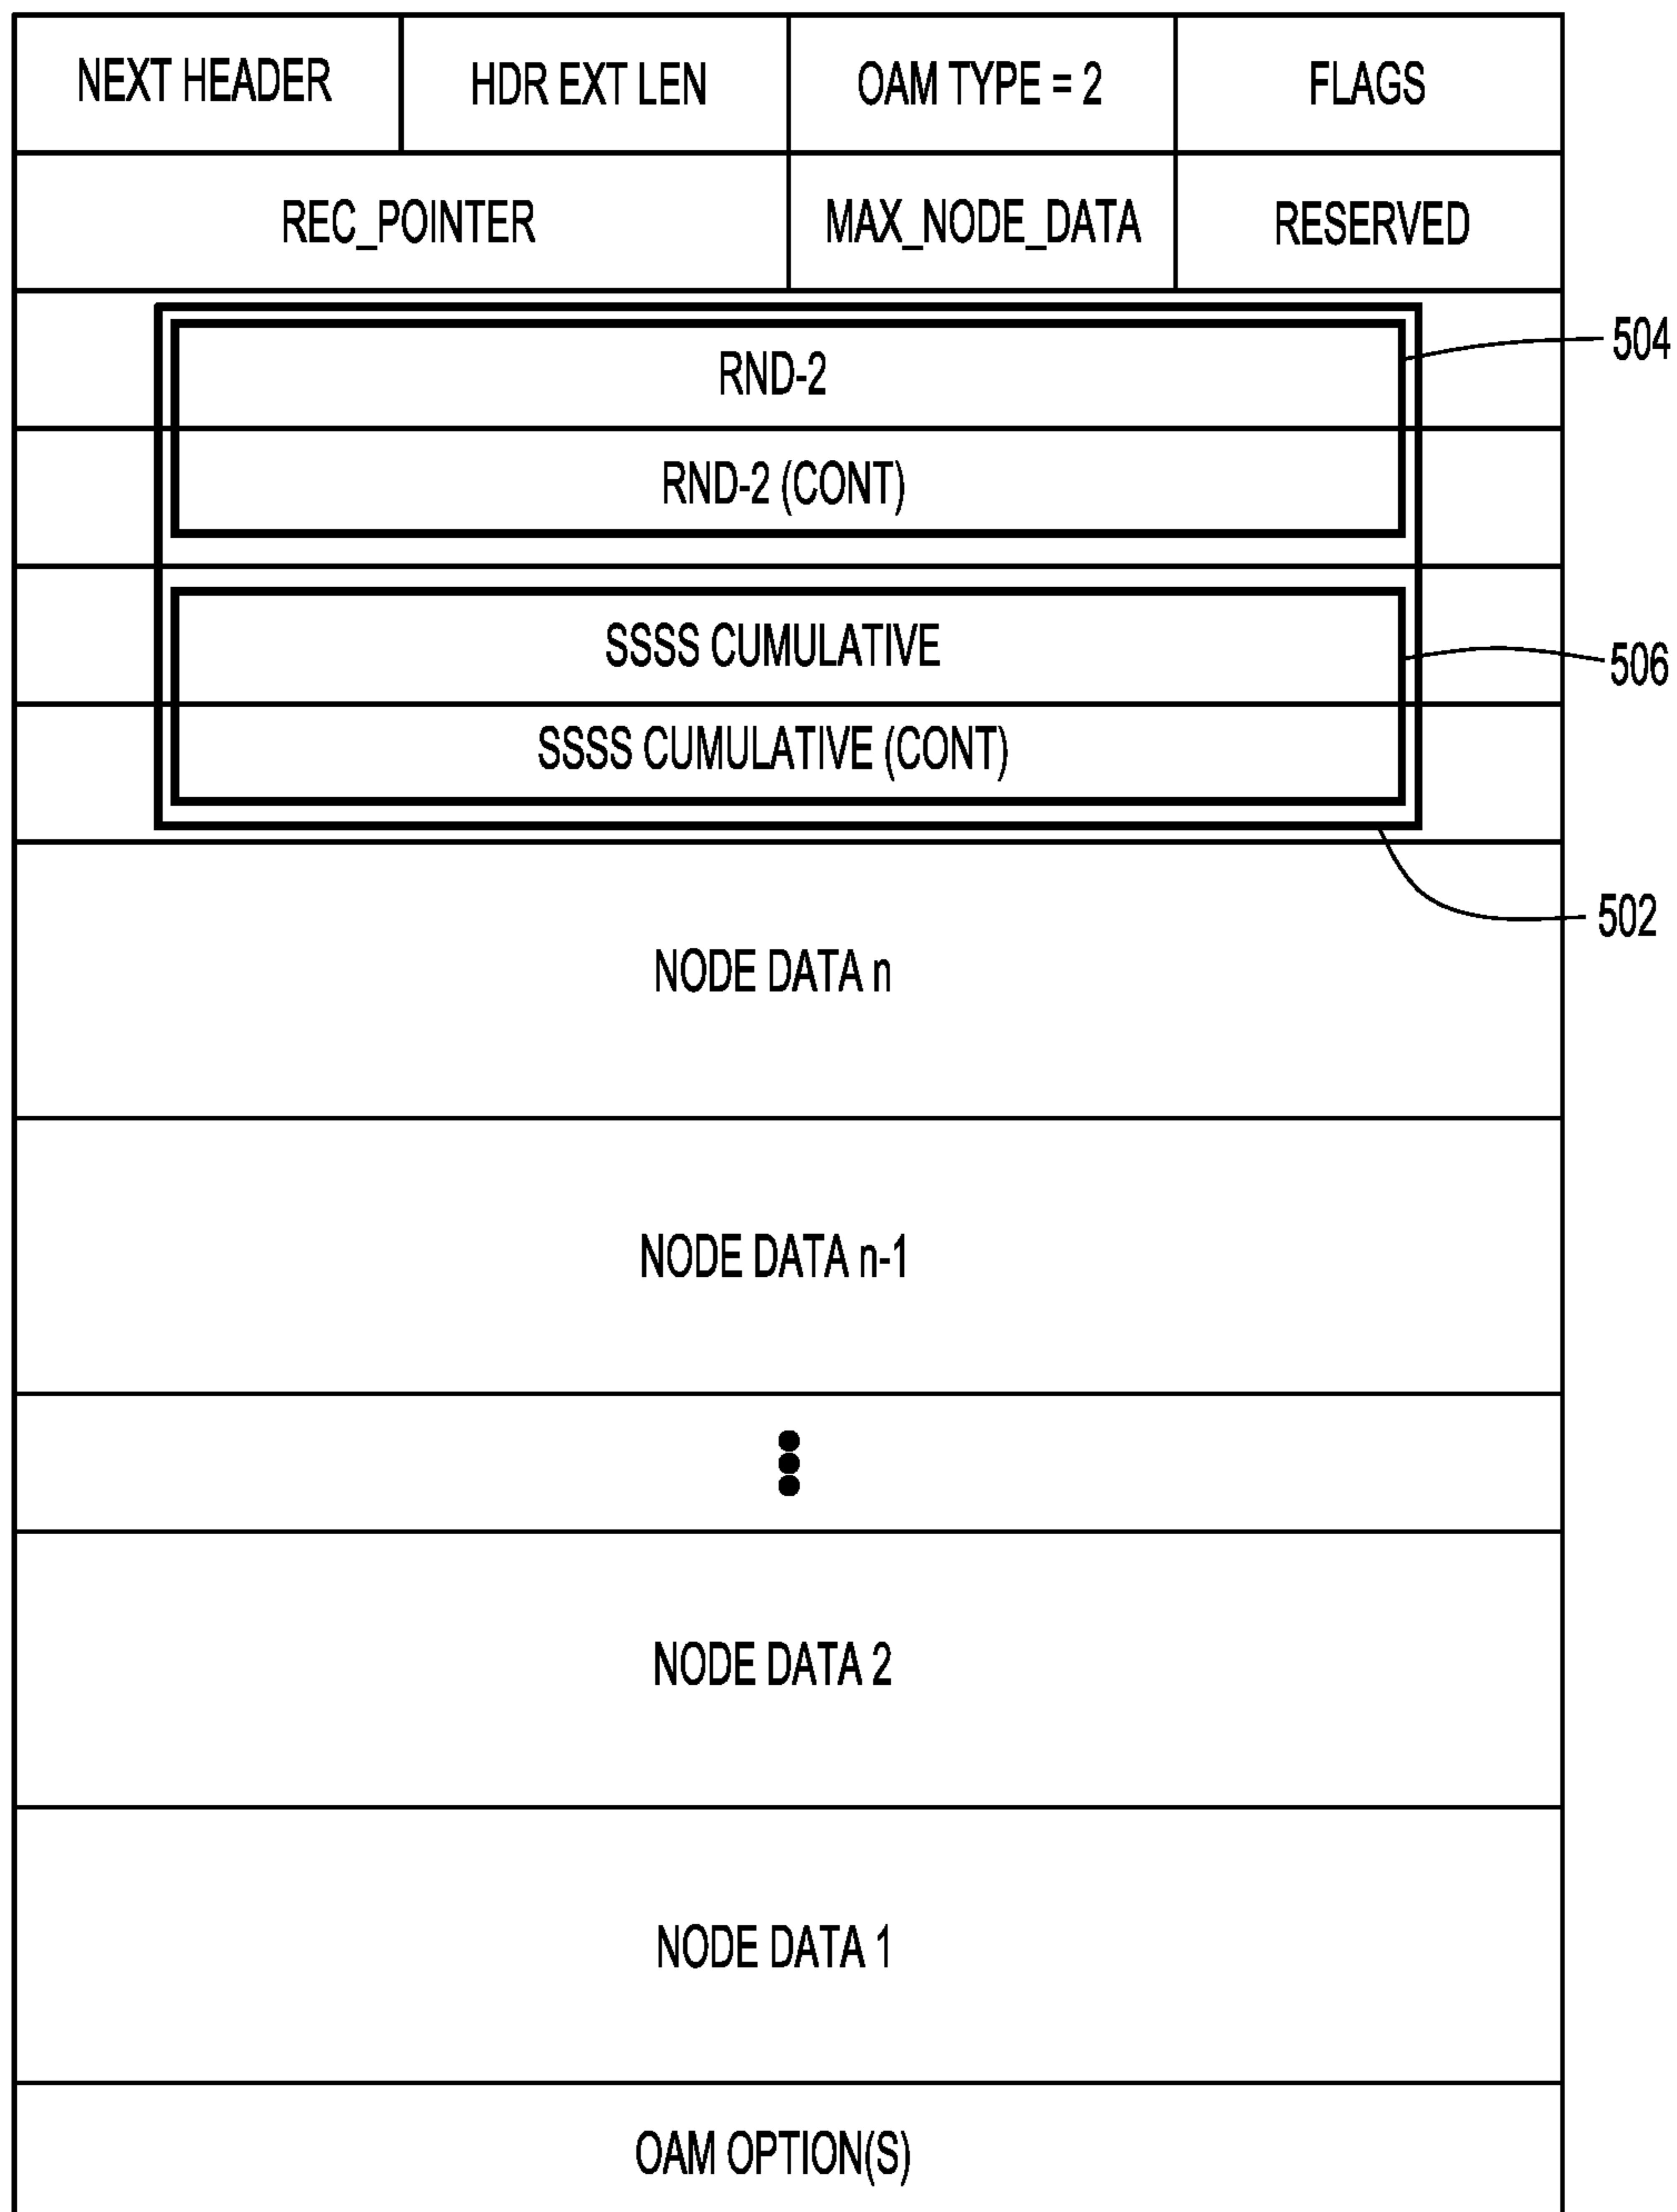 NEXT HEADER HDR EXT LEN OAM TYPE = 2 FLAGS
REC_POINTER MAX_NODE_DATA RESERVED
RND-2 504
RND-2 (CONT)
SSSS CUMULATIVE 506
SSSS CUMULATIVE (CONT)
502
NODE DATA n
NODE DATA n-1
NODE DATA 2
NODE DATA 1
OAM OPTION(S)